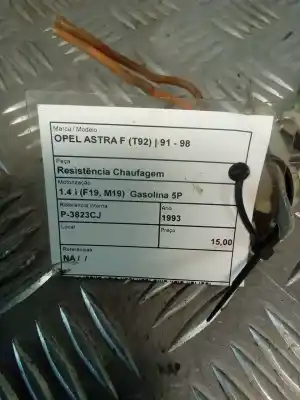 Marca / Modelo
OPEL ASTRA F (T92) | 91 - 98
Peça
Resistência Chaufagem
Motorização
1.4 i (F19, M19) Gasolina 5P
Referência Interna
P-3823CJ
Ano
1993
Local
Preço
15,00
Referências
NA / /